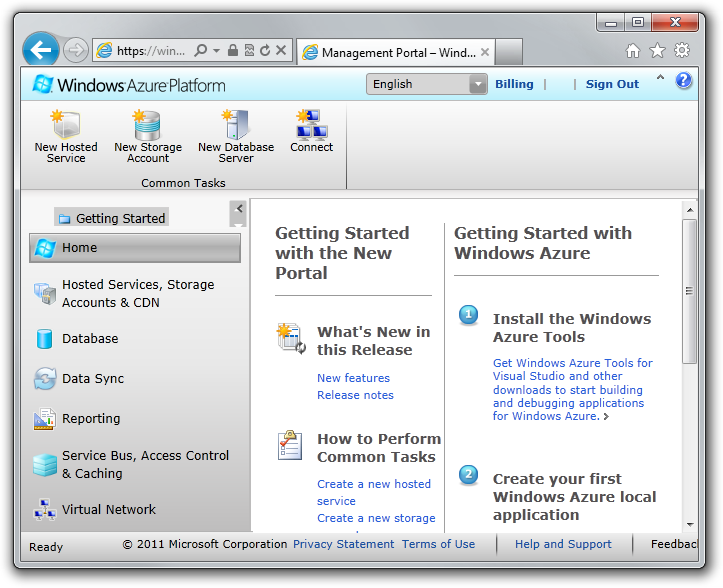 https://win...
Management Portal – Wind...
Windows Azure Platform
English
Billing | | Sign Out
New Hosted
Service
New Storage
Account
New Database
Server
Connect
Common Tasks
Getting Started
Home
Hosted Services, Storage
Accounts & CDN
Database
Data Sync
Reporting
Service Bus, Access Control
& Caching
Virtual Network
Getting Started
with the New
Portal
What's New in
this Release
New features
Release notes
How to Perform
Common Tasks
Create a new hosted
service
Create a new storage
Getting Started with
Windows Azure
1
Install the Windows
Azure Tools
Get Windows Azure Tools for
Visual Studio and other
downloads to start building
and debugging applications
for Windows Azure.
2
Create your first
Windows Azure local
application
Ready
© 2011 Microsoft Corporation Privacy Statement Terms of Use | Help and Support | Feedbac